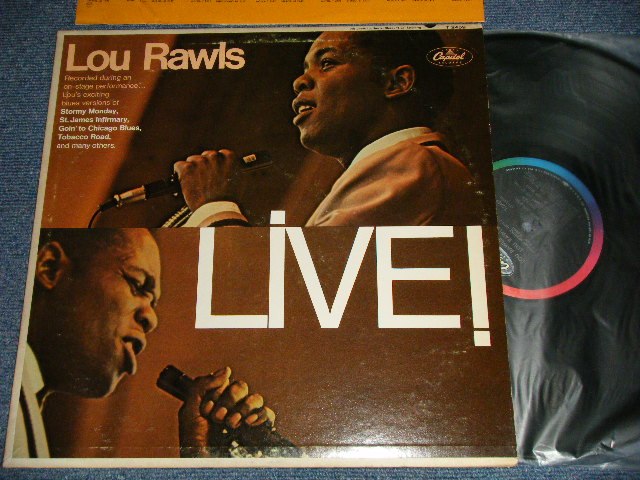 Lou Rawls
Recorded during an
on-stage performance...
Lou's exciting
blues versions of
Stormy Monday,
St. James Infirmary,
Goin' to Chicago Blues,
Tobacco Road,
and many others.
Capitol
LIVE!